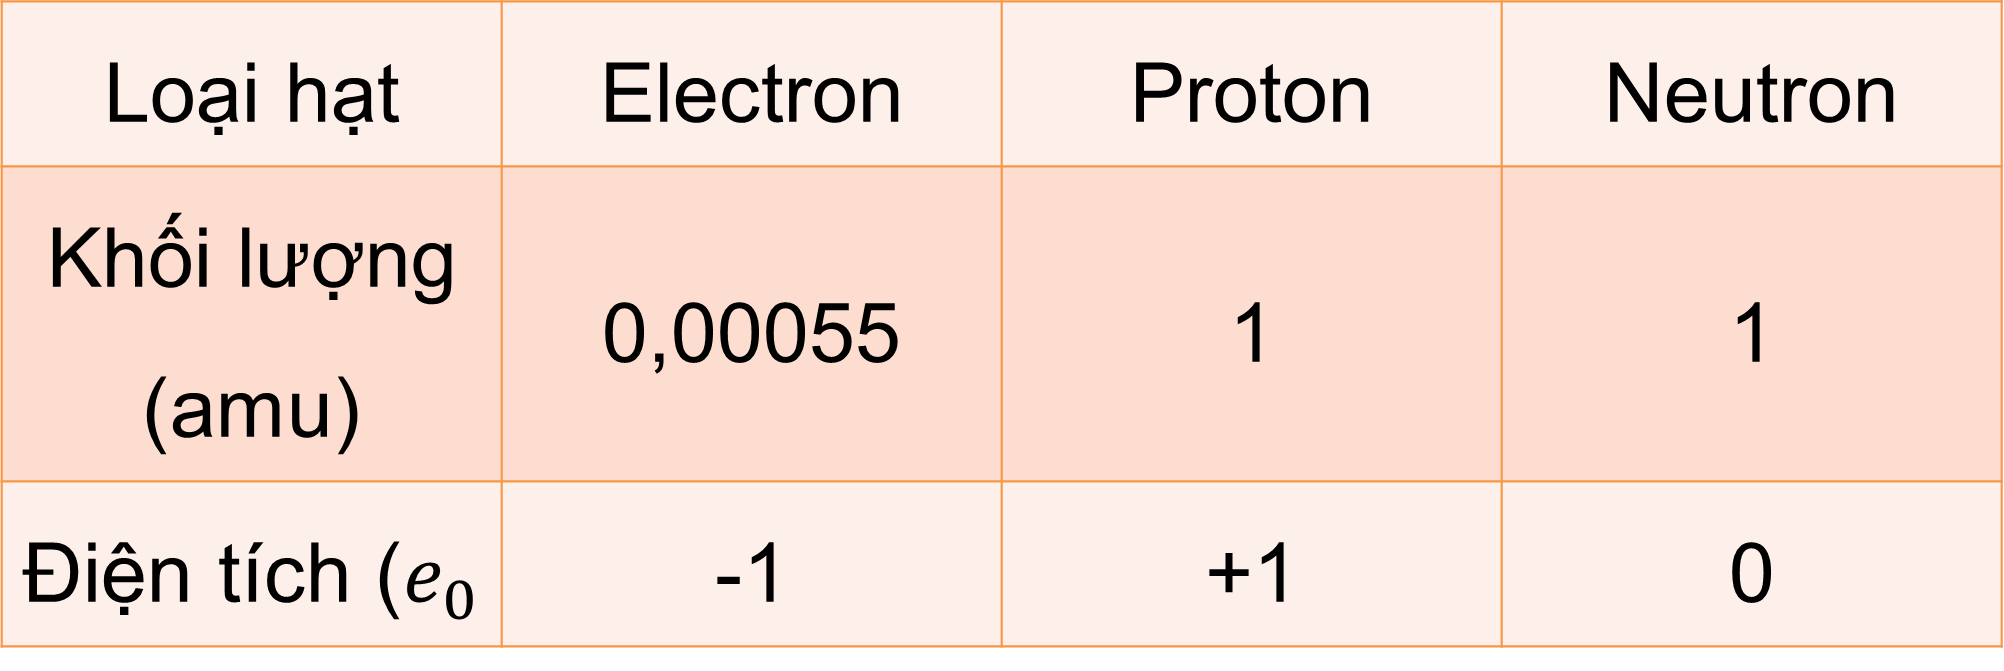 Loại hạt Electron Proton Neutron
Khối lượng
(amu) 0,00055 1 1
Điện tích (e₀ -1 +1 0